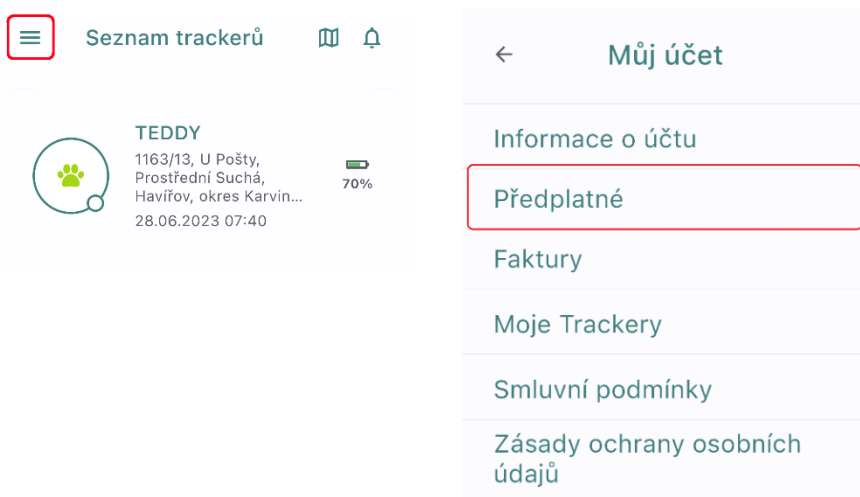 Seznam trackerů
TEDDY
1163/13, U Pošty,
Prostřední Suchá,
Havířov, okres Karvin...
28.06.2023 07:40
70%
Můj účet
Informace o účtu
Předplatné
Faktury
Moje Trackery
Smluvní podmínky
Zásady ochrany osobních
údajů